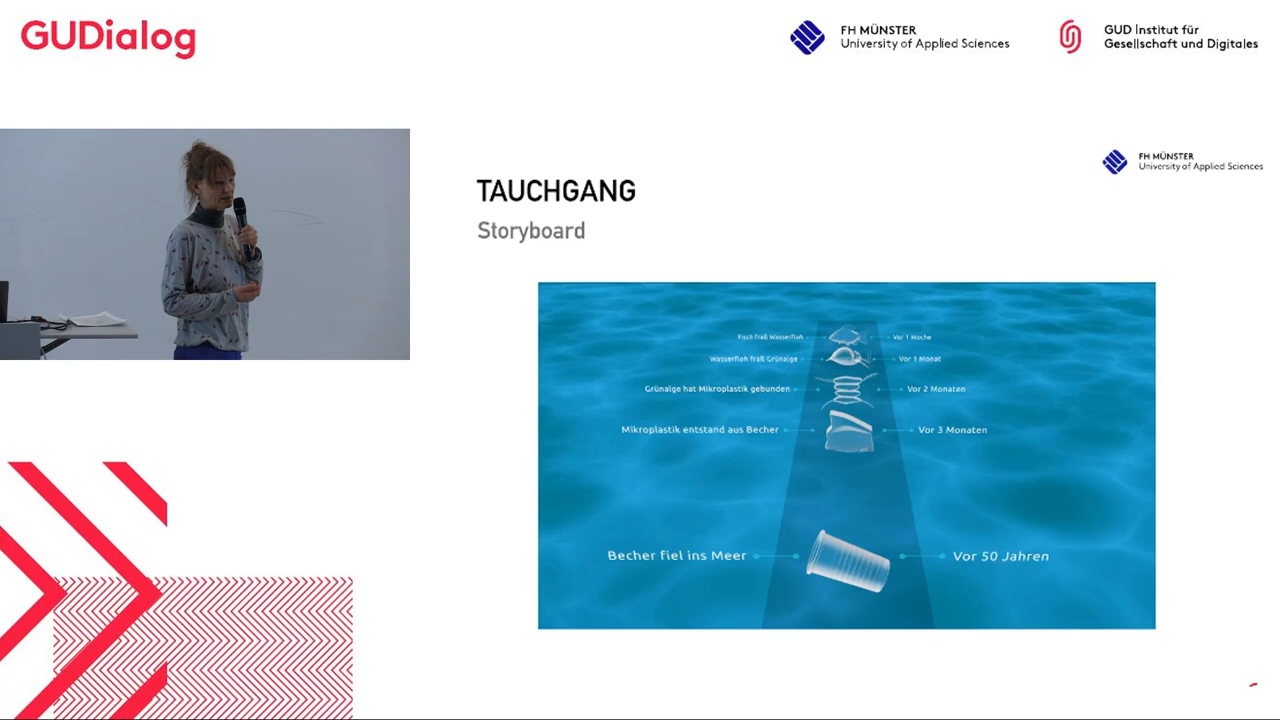 GUDialog
FH MÜNSTER
University of Applied Sciences
GUD Institut für
Gesellschaft und Digitales
FH MÜNSTER
University of Applied Sciences
TAUCHGANG
Storyboard
Fisch fraß Wasserfloh
Vor 1 Woche
Wasserfloh fraß Grünalge
Vor 1 Monat
Grünalge hat Mikroplastik gebunden
Vor 2 Monaten
Mikroplastik entstand aus Becher
Vor 3 Monaten
Becher fiel ins Meer
Vor 50 Jahren